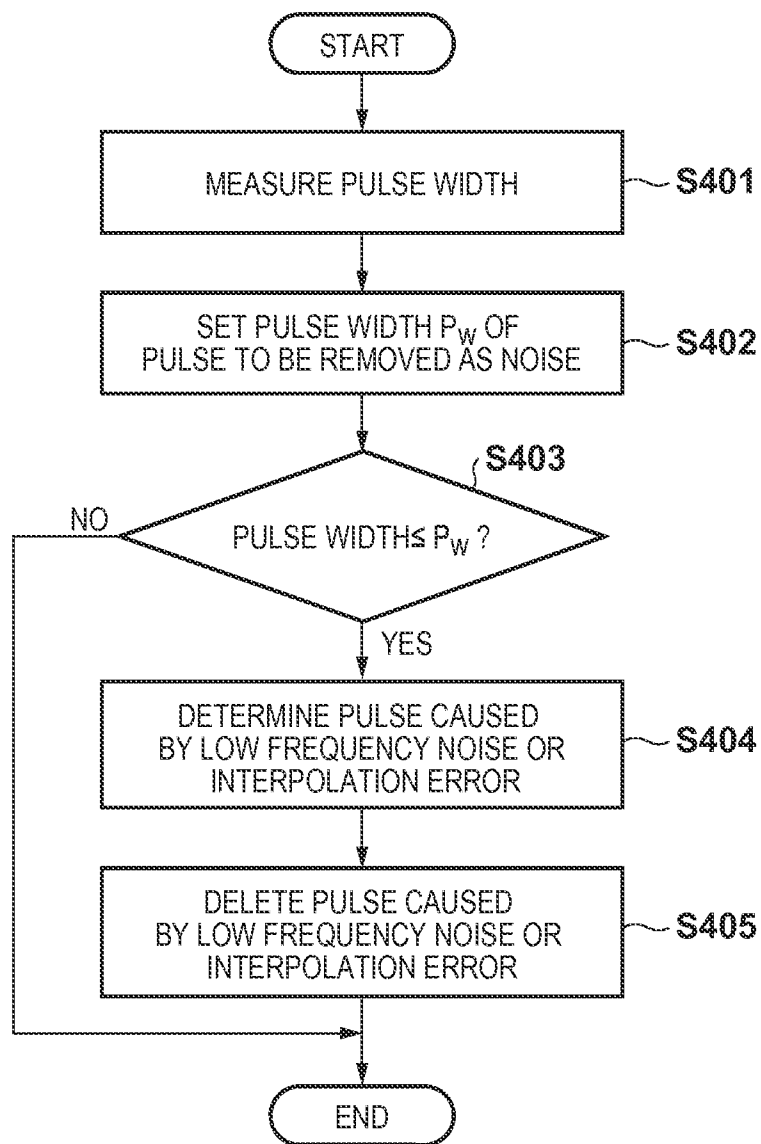 START
MEASURE PULSE WIDTH
S401
SET PULSE WIDTH PW OF
PULSE TO BE REMOVED AS NOISE
S402
S403
NO
PULSE WIDTH≤ PW ?
YES
DETERMINE PULSE CAUSED
BY LOW FREQUENCY NOISE OR
INTERPOLATION ERROR
S404
DELETE PULSE CAUSED
BY LOW FREQUENCY NOISE OR
INTERPOLATION ERROR
S405
END